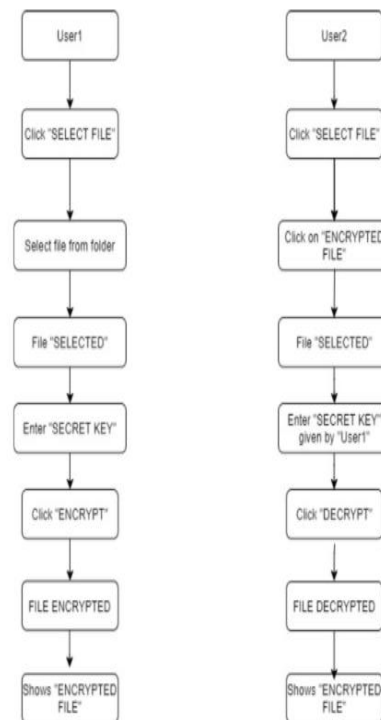 User1
Click "SELECT FILE"
Select file from folder
File "SELECTED"
Enter "SECRET KEY"
Click "ENCRYPT"
FILE ENCRYPTED
Shows "ENCRYPTED
FILE"
User2
Click "SELECT FILE"
Click on "ENCRYPTED
FILE"
File "SELECTED"
Enter "SECRET KEY"
given by "User1"
Click "DECRYPT"
FILE DECRYPTED
Shows "ENCRYPTED
FILE"